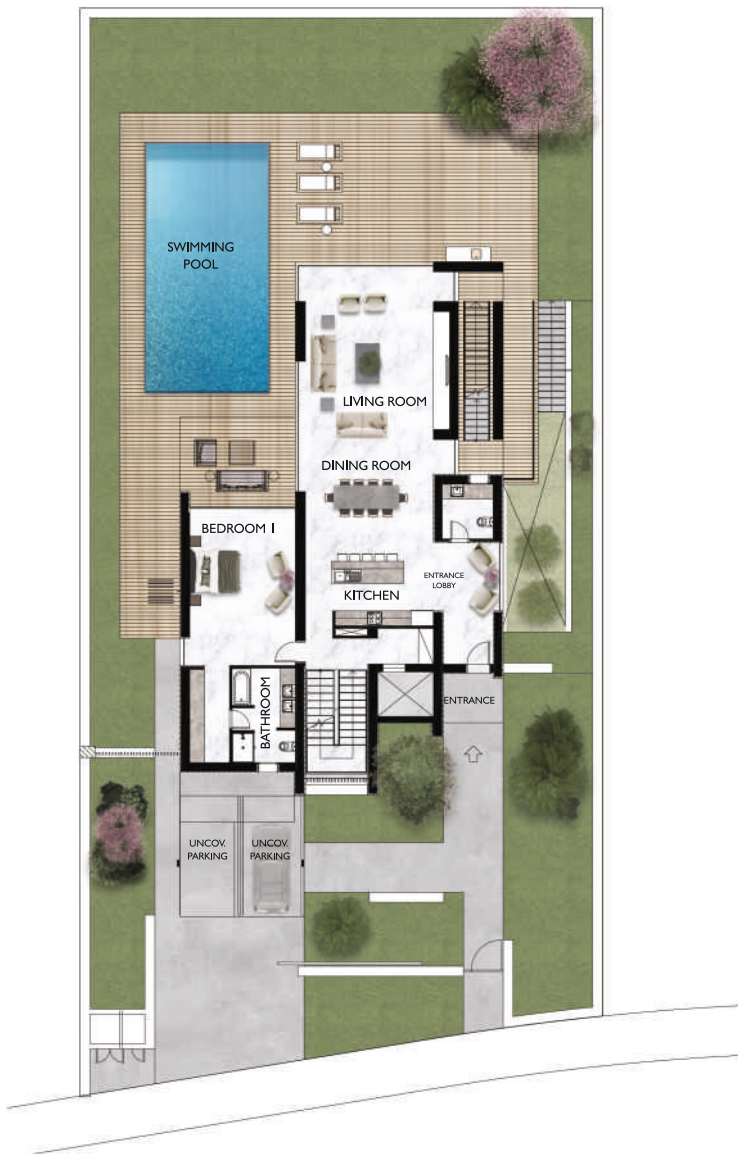 SWIMMING
POOL
LIVING ROOM
DINING ROOM
BEDROOM 1
ENTRANCE
LOBBY
KITCHEN
BATHROOM
ENTRANCE
UNCOV.
PARKING
UNCOV.
PARKING